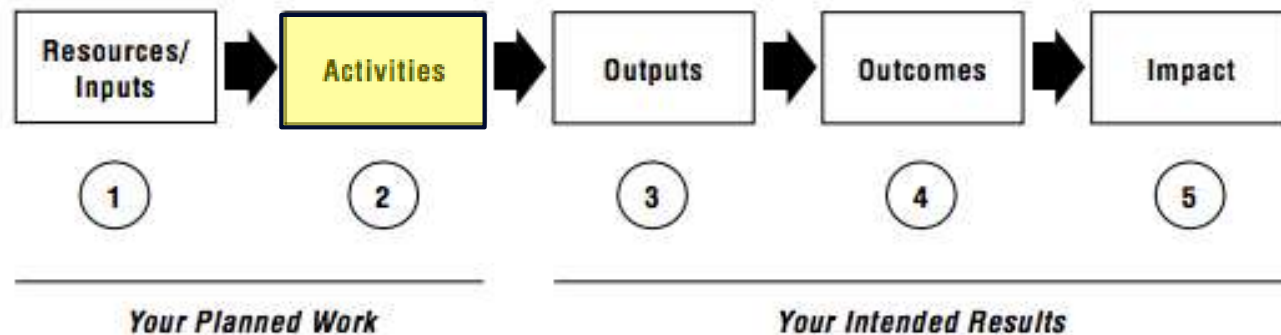 Resources/
Inputs
Activities
Outputs
Outcomes
Impact
1
2
3
4
5
Your Planned Work
Your Intended Results